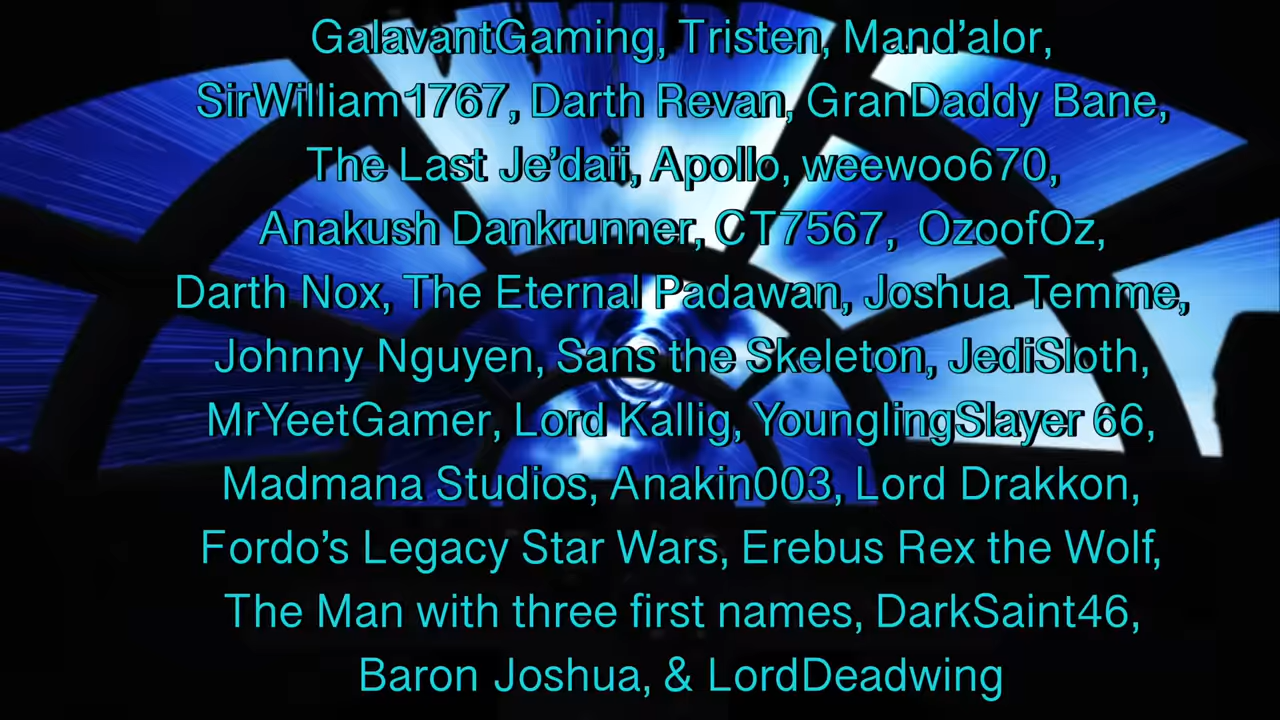 GalavantGaming, Tristen, Mand’alor,
SirWilliam1767, Darth Revan, GranDaddy Bane,
The Last Je’daii, Apollo, weewoo670,
Anakush Dankrunner, CT7567, OzoofOz,
Darth Nox, The Eternal Padawan, Joshua Temme,
Johnny Nguyen, Sans the Skeleton, JediSloth,
MrYeetGamer, Lord Kallig, YounglingSlayer 66,
Madmana Studios, Anakin003, Lord Drakkon,
Fordo’s Legacy Star Wars, Erebus Rex the Wolf,
The Man with three first names, DarkSaint46,
Baron Joshua, & LordDeadwing